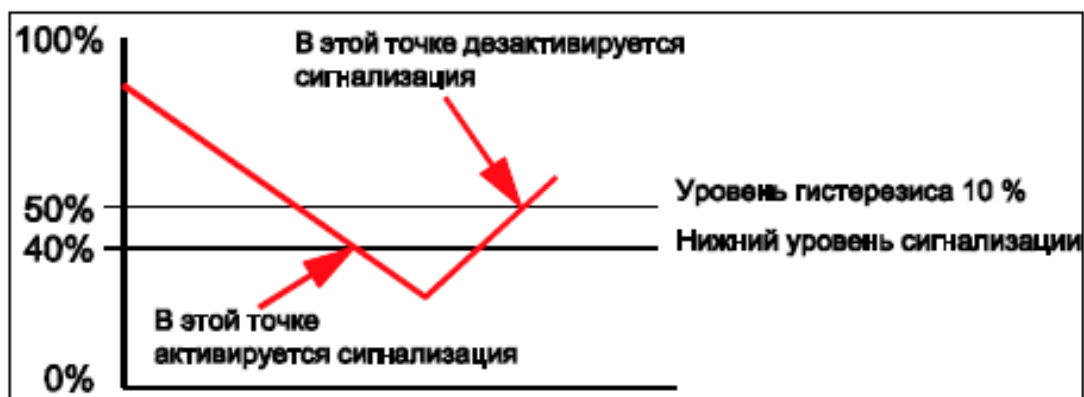 100%
В этой точке дезактивируется
сигнализация
50%
Уровень гистерезиса 10 %
40%
Нижний уровень сигнализации
В этой точке
активируется сигнализация
0%